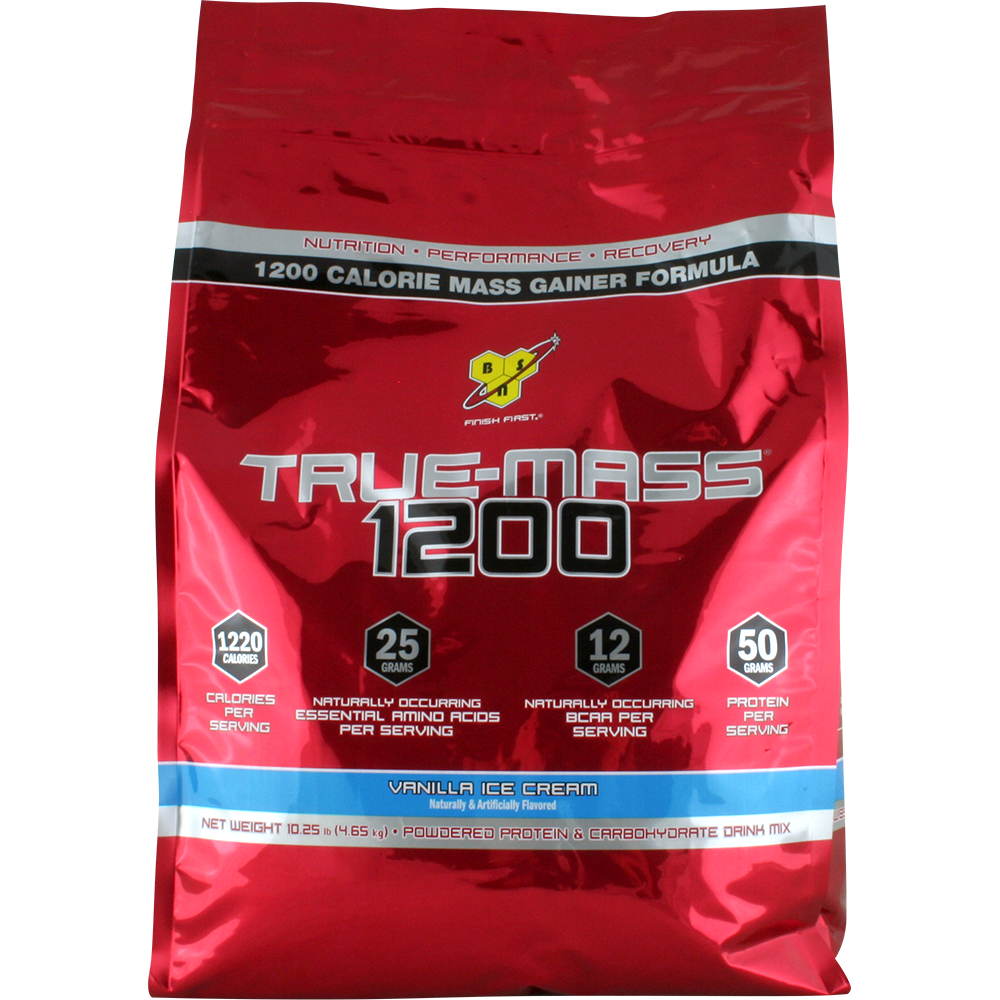 NUTRITION • PERFORMANCE • RECOVERY
1200 CALORIE MASS GAINER FORMULA
B S N
FINISH FIRST.®
TRUE-MASS®
1200
1220
CALORIES
CALORIES
PER
SERVING
25
GRAMS
NATURALLY OCCURRING
ESSENTIAL AMINO ACIDS
PER SERVING
12
GRAMS
NATURALLY OCCURRING
BCAA PER
SERVING
50
GRAMS
PROTEIN
PER
SERVING
VANILLA ICE CREAM
Naturally & Artificially Flavored
NET WEIGHT 10.25 lb (4.65 kg) • POWDERED PROTEIN & CARBOHYDRATE DRINK MIX